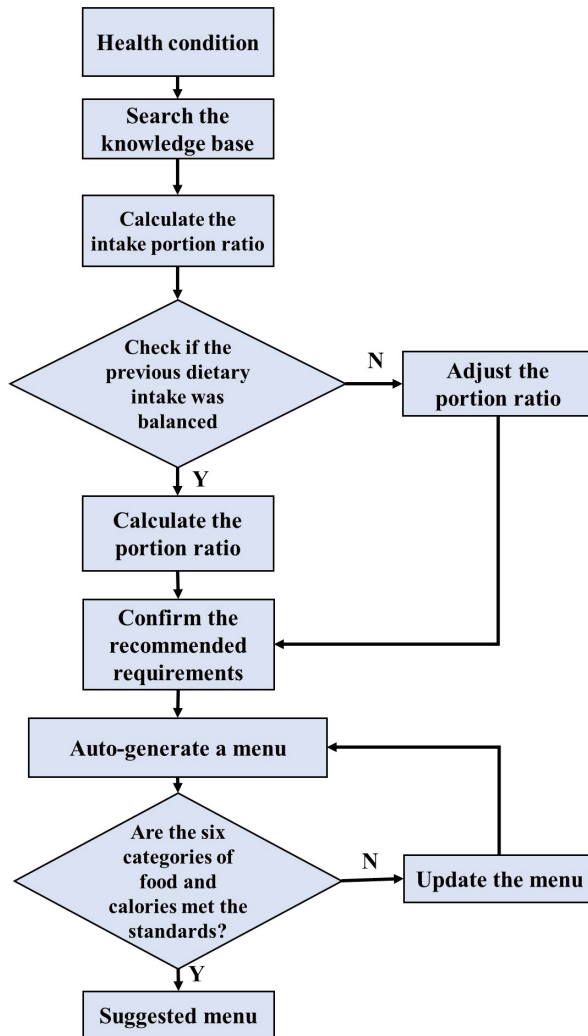 Health condition
Search the
knowledge base
Calculate the
intake portion ratio
Check if the
previous dietary
intake was
balanced
N
Adjust the
portion ratio
Y
Calculate the
portion ratio
Confirm the
recommended
requirements
Auto-generate a menu
Are the six
categories of
food and
calories met the
standards?
N
Update the menu
Y
Suggested menu